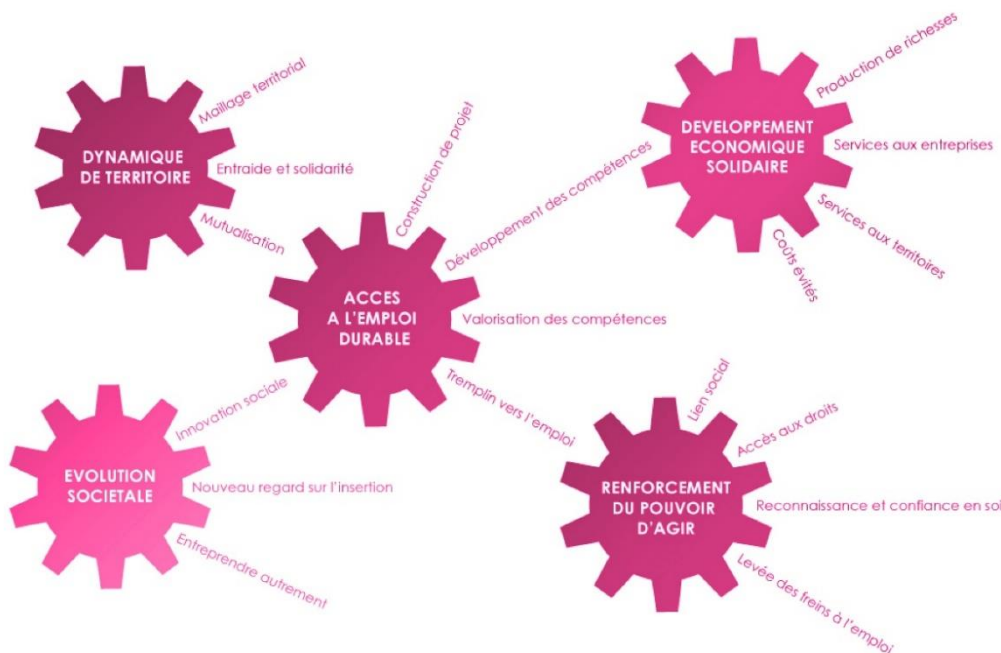 DYNAMIQUE
DE TERRITOIRE
Maillage territorial
Entraide et solidarité
Mutualisation
ACCES
A L'EMPLOI
DURABLE
Construction de projet
Développement des compétences
Valorisation des compétences
Tremplin vers l'emploi
DEVELOPPEMENT
ECONOMIQUE
SOLIDAIRE
Production de richesses
Services aux entreprises
Services aux territoires
Coûts évités
EVOLUTION
SOCIETALE
Innovation sociale
Nouveau regard sur l'insertion
Entreprendre autrement
RENFORCEMENT
DU POUVOIR
D'AGIR
Lien social
Accès aux droits
Reconnaissance et confiance en soi
Levée des freins à l'emploi